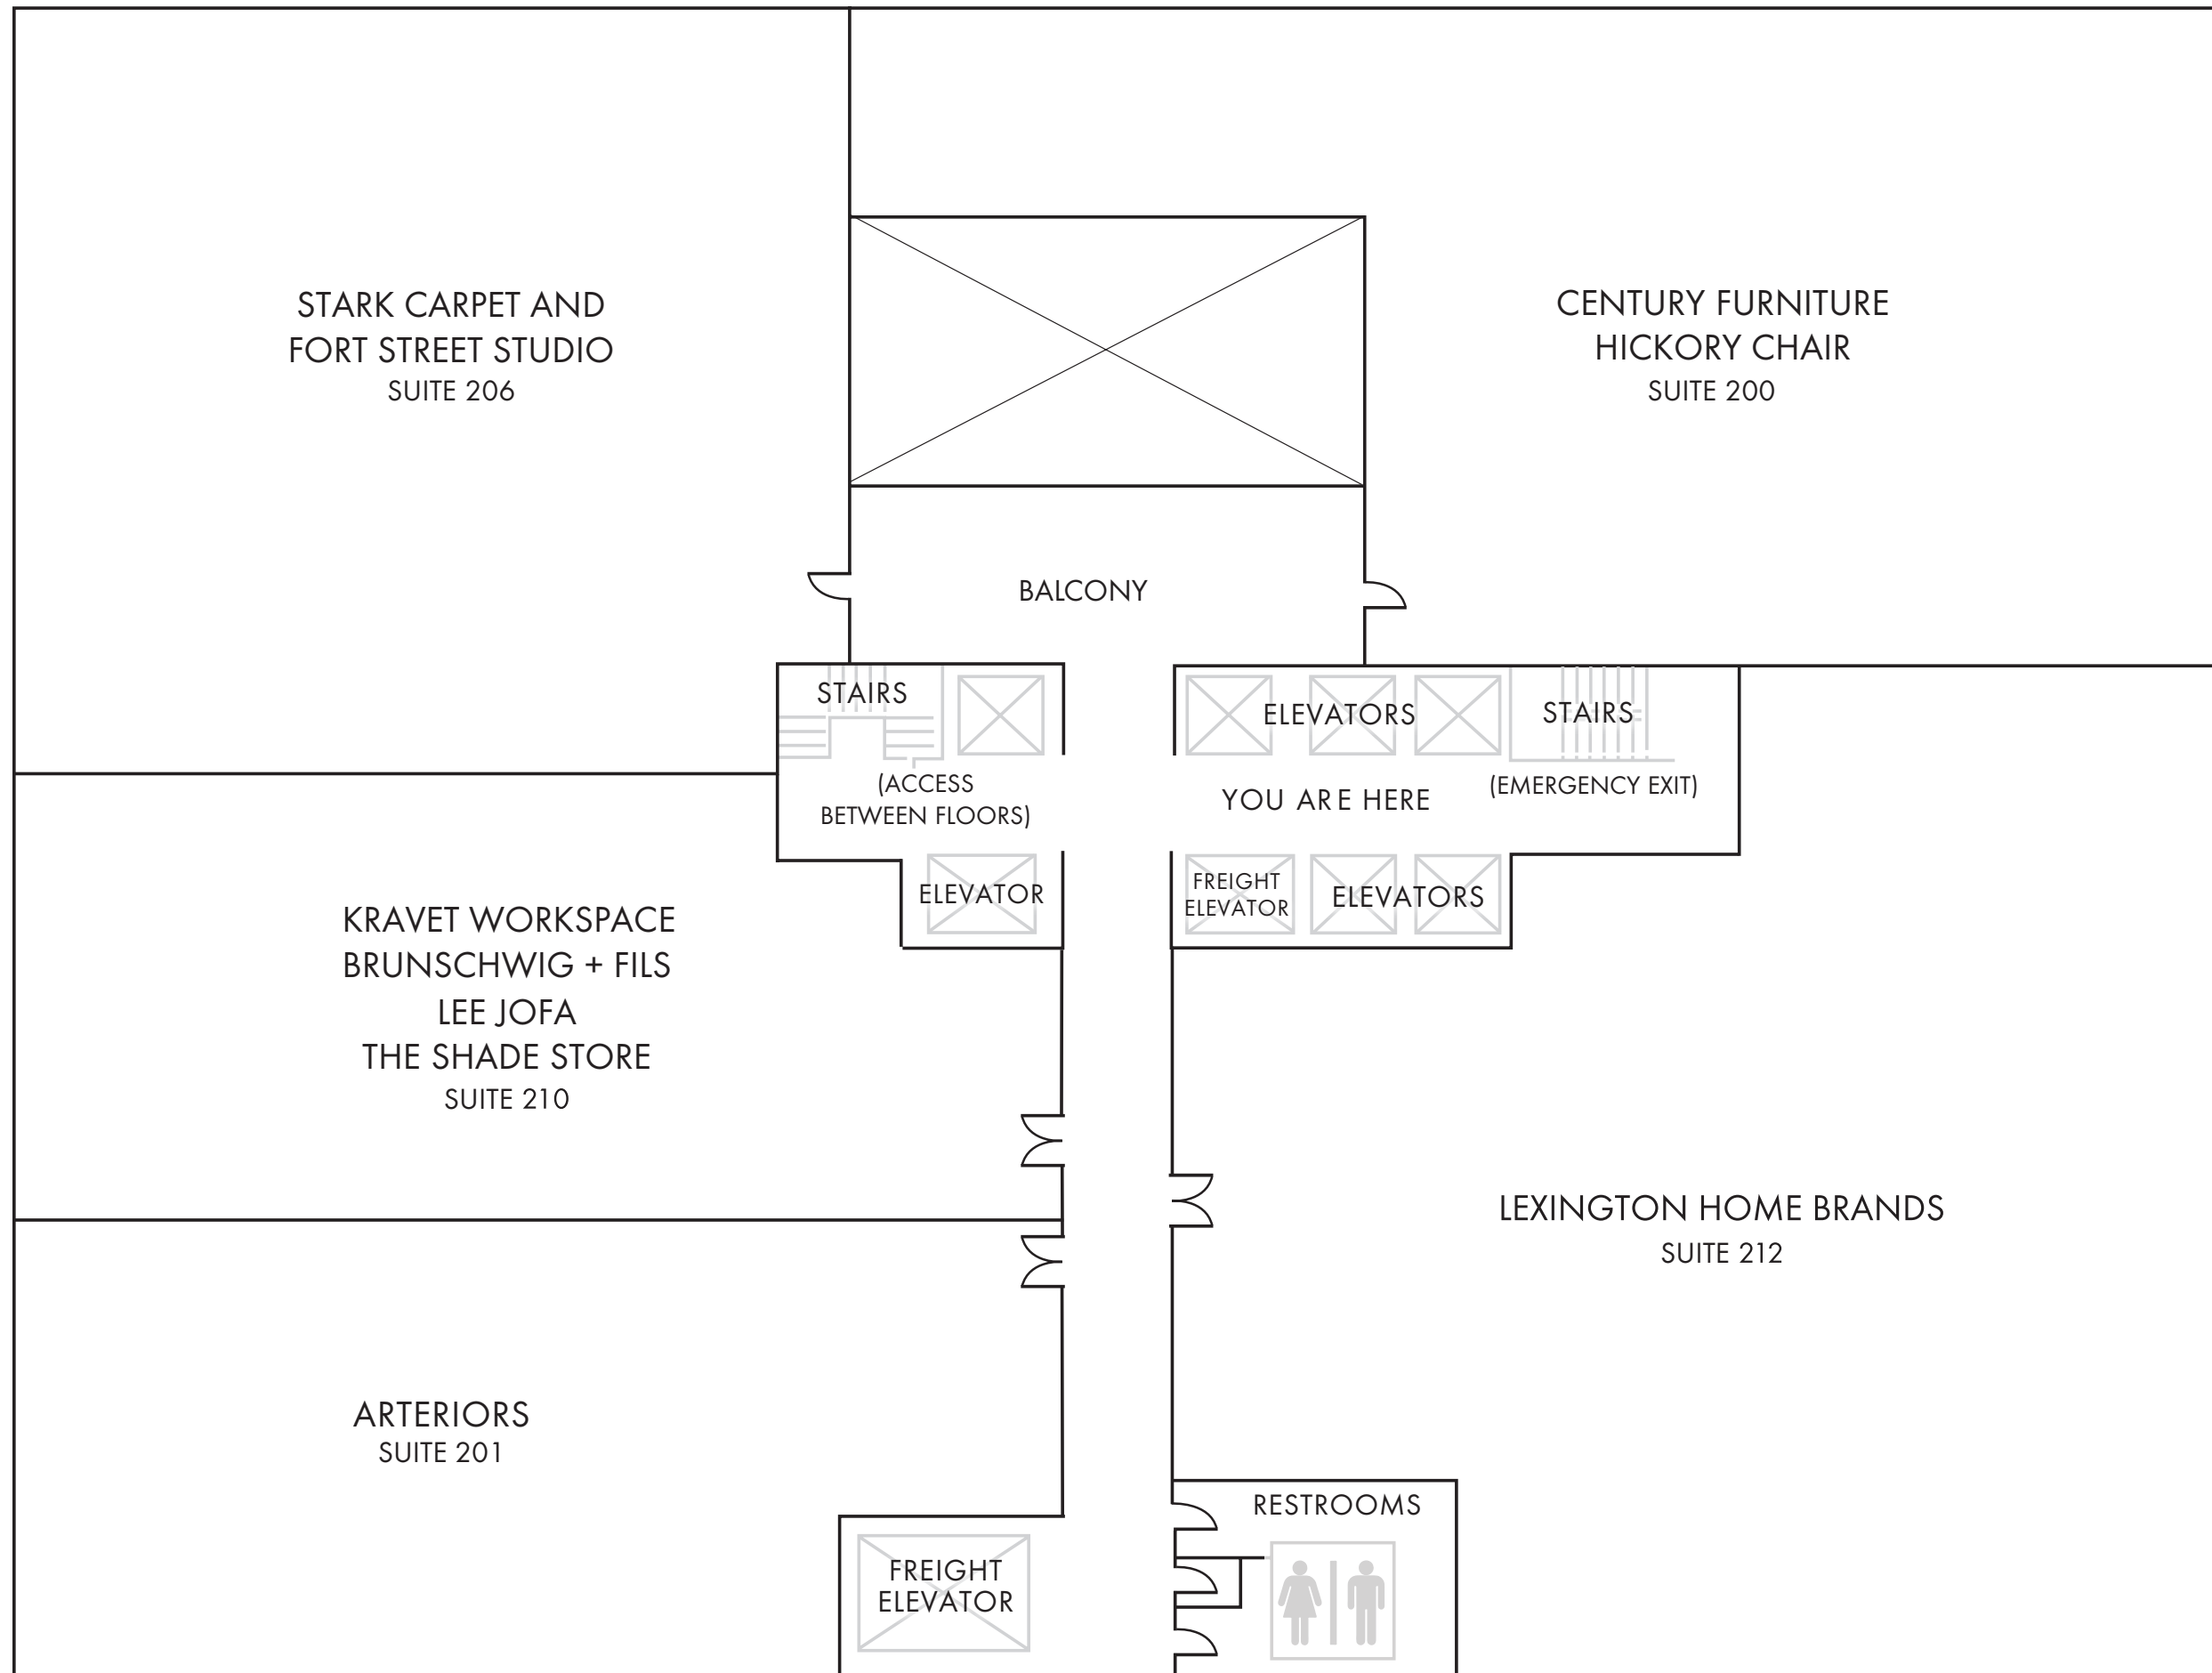 STARK CARPET AND
FORT STREET STUDIO
SUITE 206
CENTURY FURNITURE
HICKORY CHAIR
SUITE 200
BALCONY
STAIRS
(ACCESS
BETWEEN FLOORS)
ELEVATOR
ELEVATORS
STAIRS
YOU ARE HERE
(EMERGENCY EXIT)
FREIGHT
ELEVATOR
ELEVATORS
KRAVET WORKSPACE
BRUNSCHWIG + FILS
LEE JOFA
THE SHADE STORE
SUITE 210
LEXINGTON HOME BRANDS
SUITE 212
ARTERIORS
SUITE 201
RESTROOMS
FREIGHT
ELEVATOR